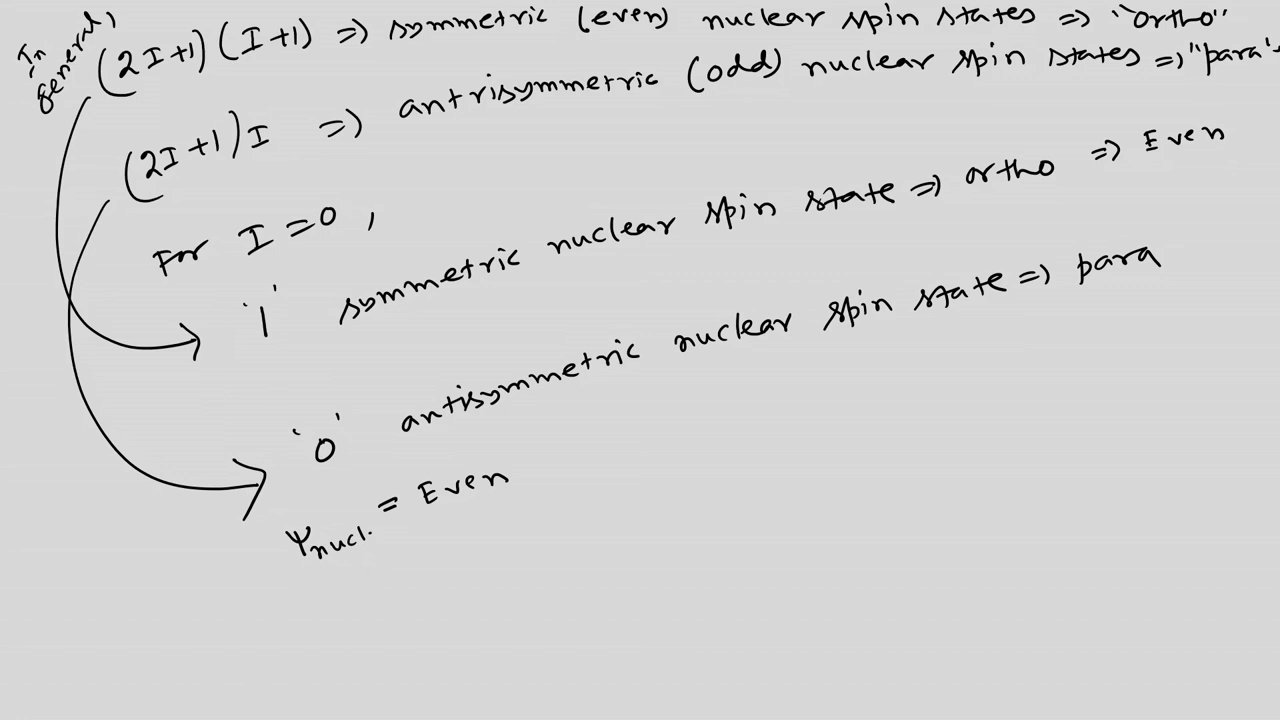 In general,
(2I+1)(I+1) => symmetric (even) nuclear spin states => "ortho"
(2I+1)I => antrisymmetric (odd) nuclear spin states => "para"
For I=0,
'1' symmetric nuclear spin state => ortho => Even
'0' antisymmetric nuclear spin state => para
Ψnucl. = Even